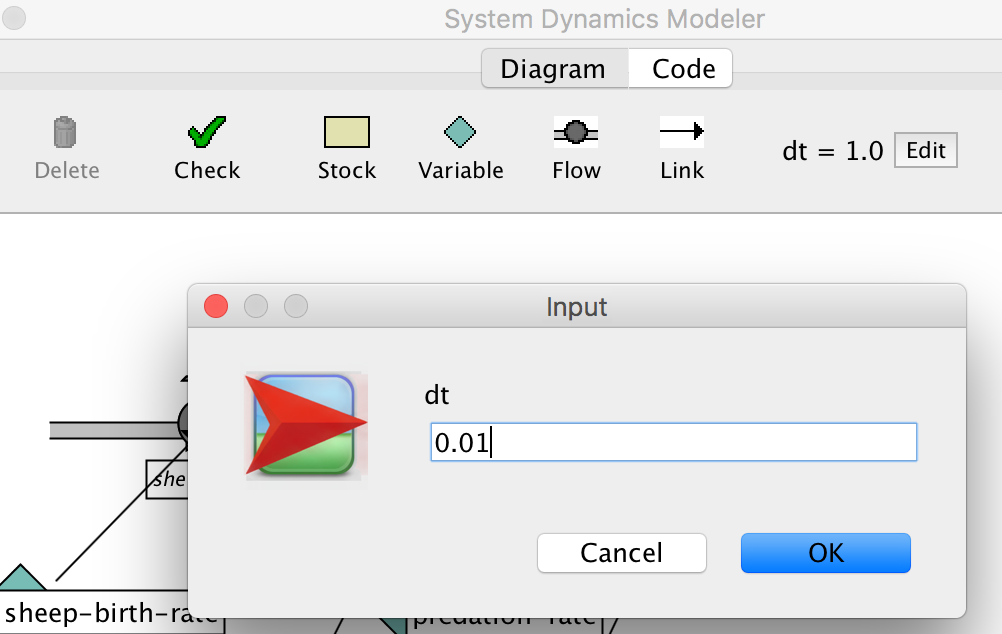 System Dynamics Modeler
Diagram Code
Delete Check Stock Variable Flow Link dt = 1.0 Edit
Input
dt
0.01
Cancel OK
she
sheep-birth-rate
predation-rate